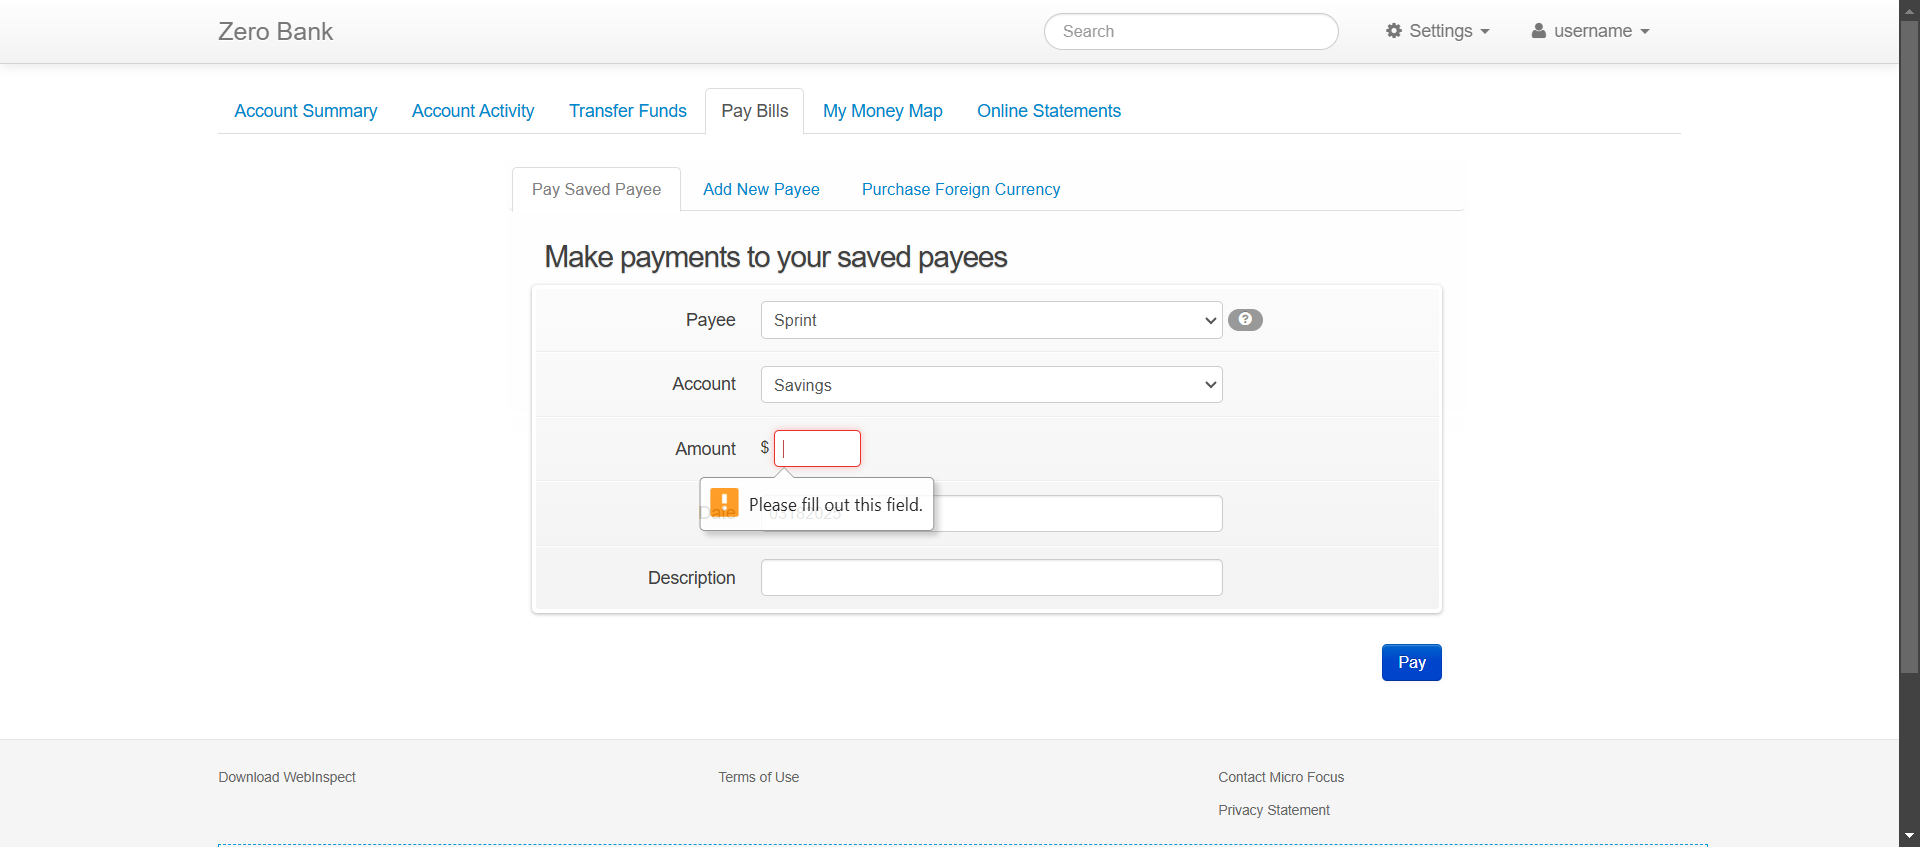 Zero Bank
Search
Settings
username
Account Summary
Account Activity
Transfer Funds
Pay Bills
My Money Map
Online Statements
Pay Saved Payee
Add New Payee
Purchase Foreign Currency
Make payments to your saved payees
Payee
Sprint
?
Account
Savings
Amount
$
Please fill out this field.
Date
03182025
Description
Pay
Download WebInspect
Terms of Use
Contact Micro Focus
Privacy Statement